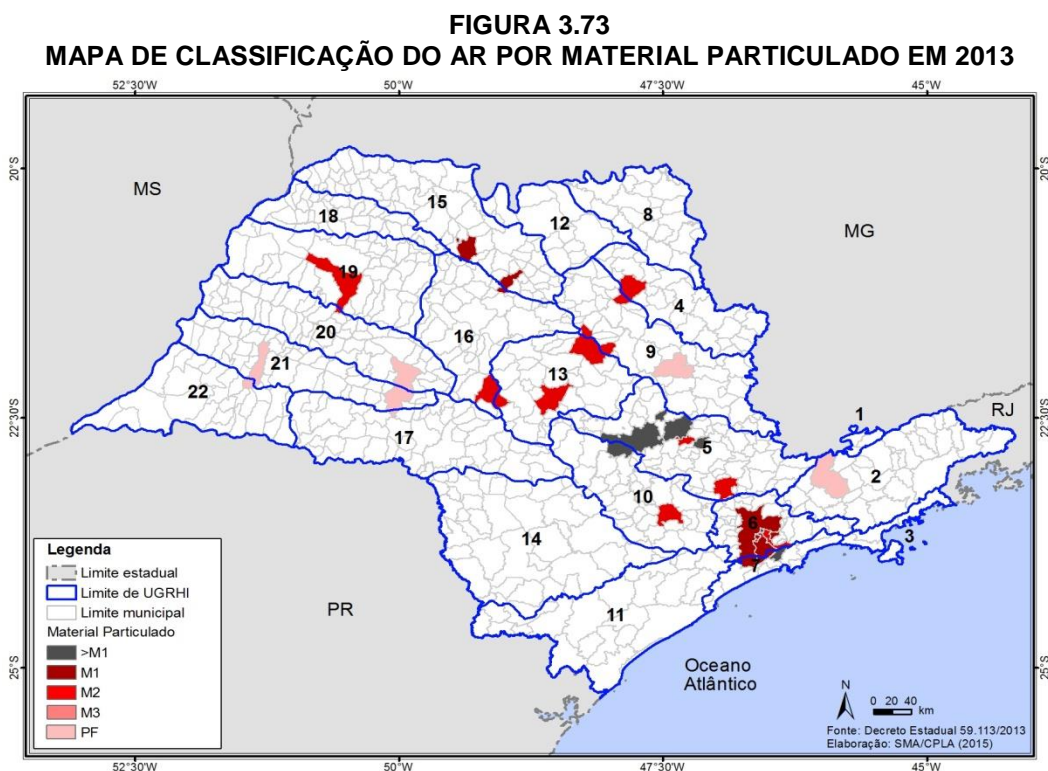 FIGURA 3.73
MAPA DE CLASSIFICAÇÃO DO AR POR MATERIAL PARTICULADO EM 2013
52°30'W 50°W 47°30'W 45°W
20°S 20°S
MS
15
18
12
8
MG
19
4
20
16
9
21
13
22
22°30'S 22°30'S
17
1
RJ
5
2
10
6
3
14
7
11
PR
25°S 25°S
Oceano
Atlântico
Legenda
Limite estadual
Limite de UGRHI
Limite municipal
Material Particulado
>M1
M1
M2
M3
PF
N
0 20 40
km
Fonte: Decreto Estadual 59.113/2013
Elaboração: SMA/CPLA (2015)
52°30'W 50°W 47°30'W 45°W